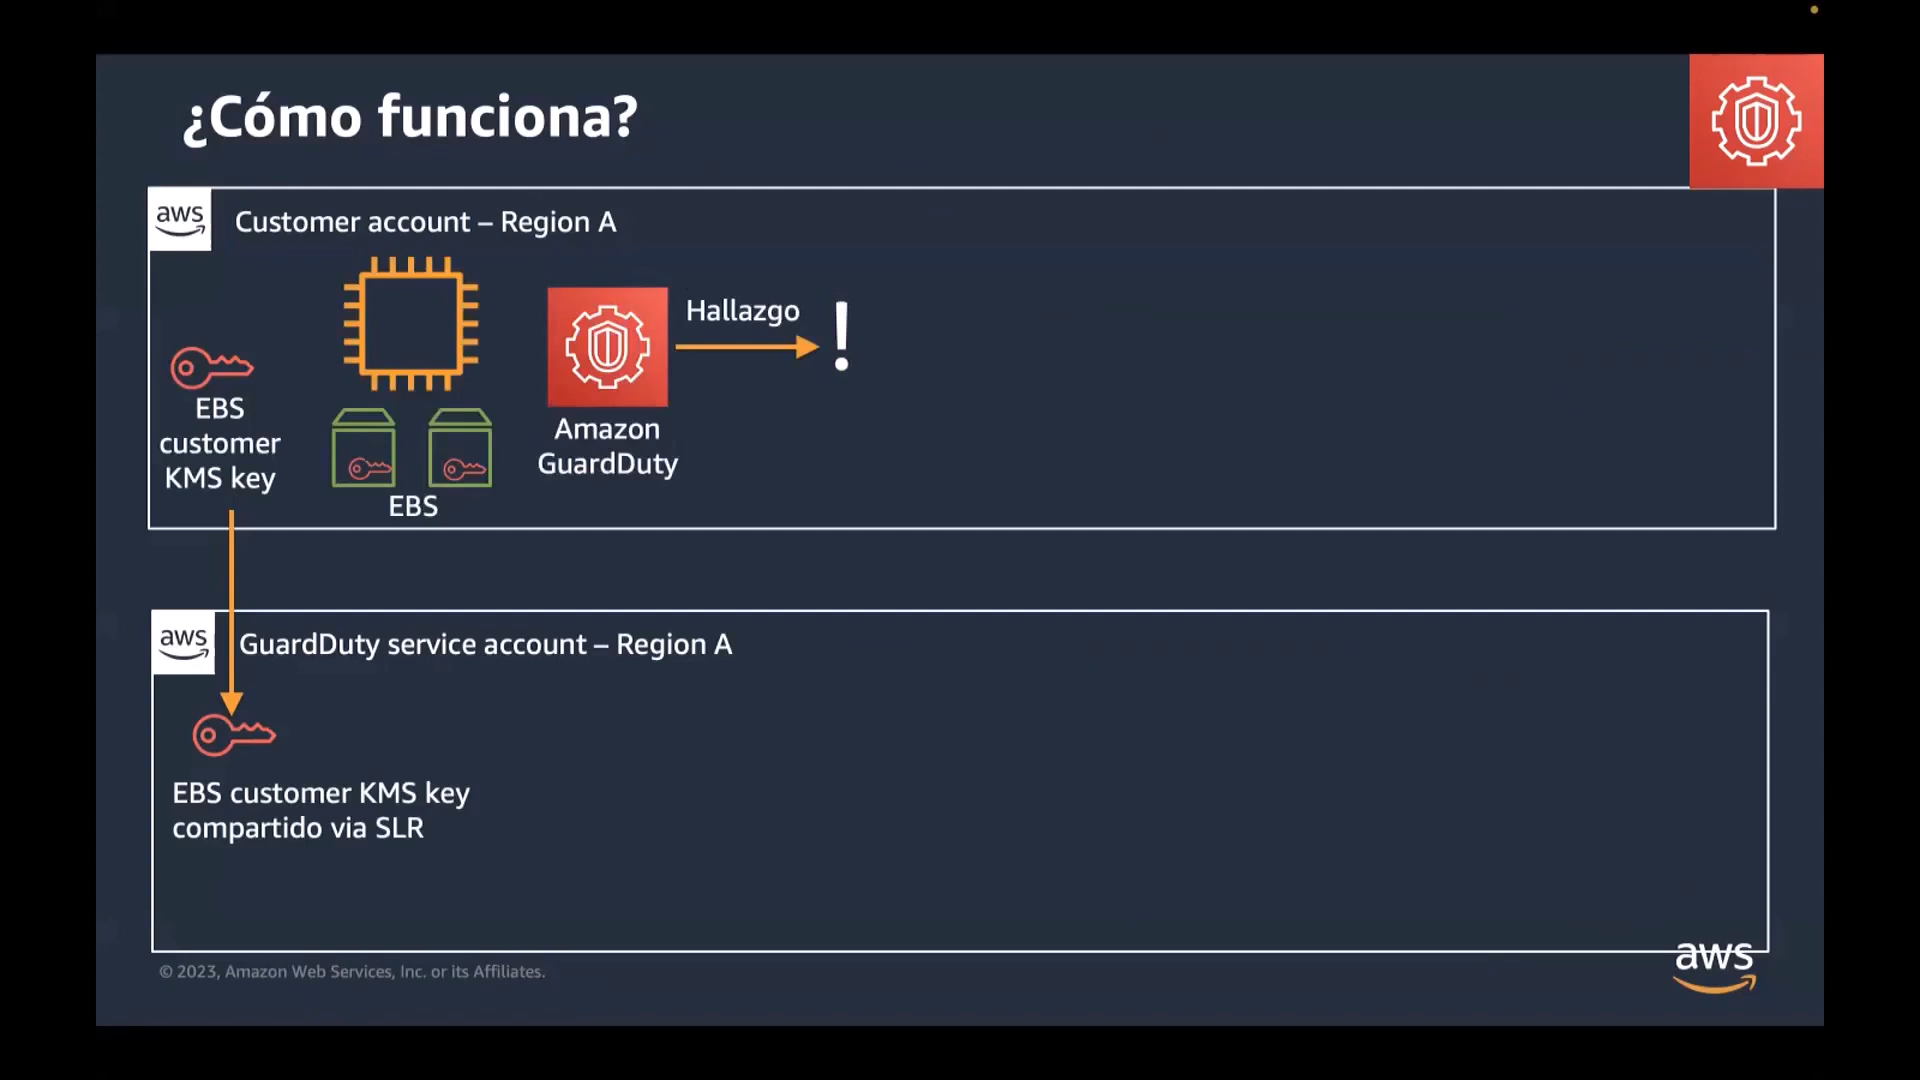 ¿Cómo funciona?
aws
Customer account – Region A
Hallazgo
!
EBS
customer
KMS key
EBS
Amazon
GuardDuty
aws
GuardDuty service account – Region A
EBS customer KMS key
compartido via SLR
© 2023, Amazon Web Services, Inc. or its Affiliates.
aws